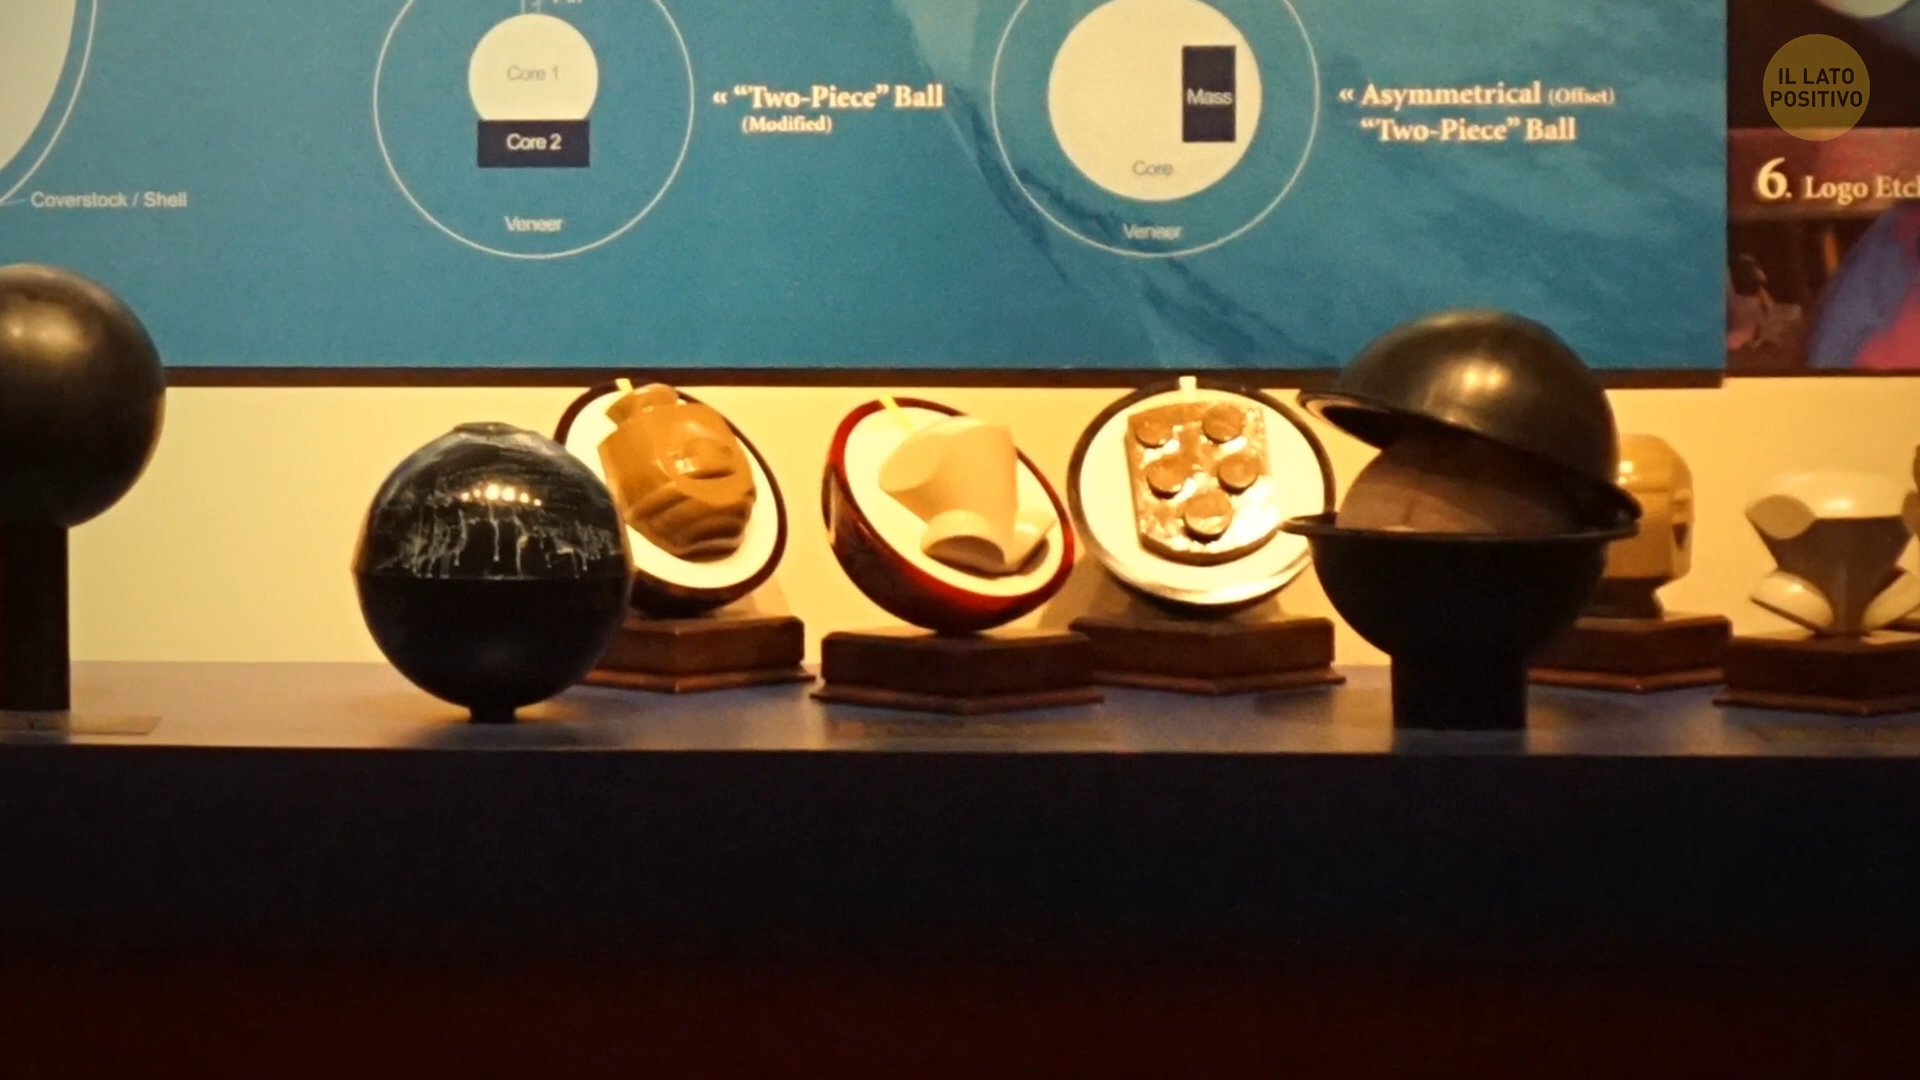 Core 1
Core 2
Veneer
« “Two-Piece” Ball
(Modified)
Mass
Core
Veneer
« Asymmetrical (Offset)
“Two-Piece” Ball
Coverstock / Shell
IL LATO
POSITIVO
6. Logo